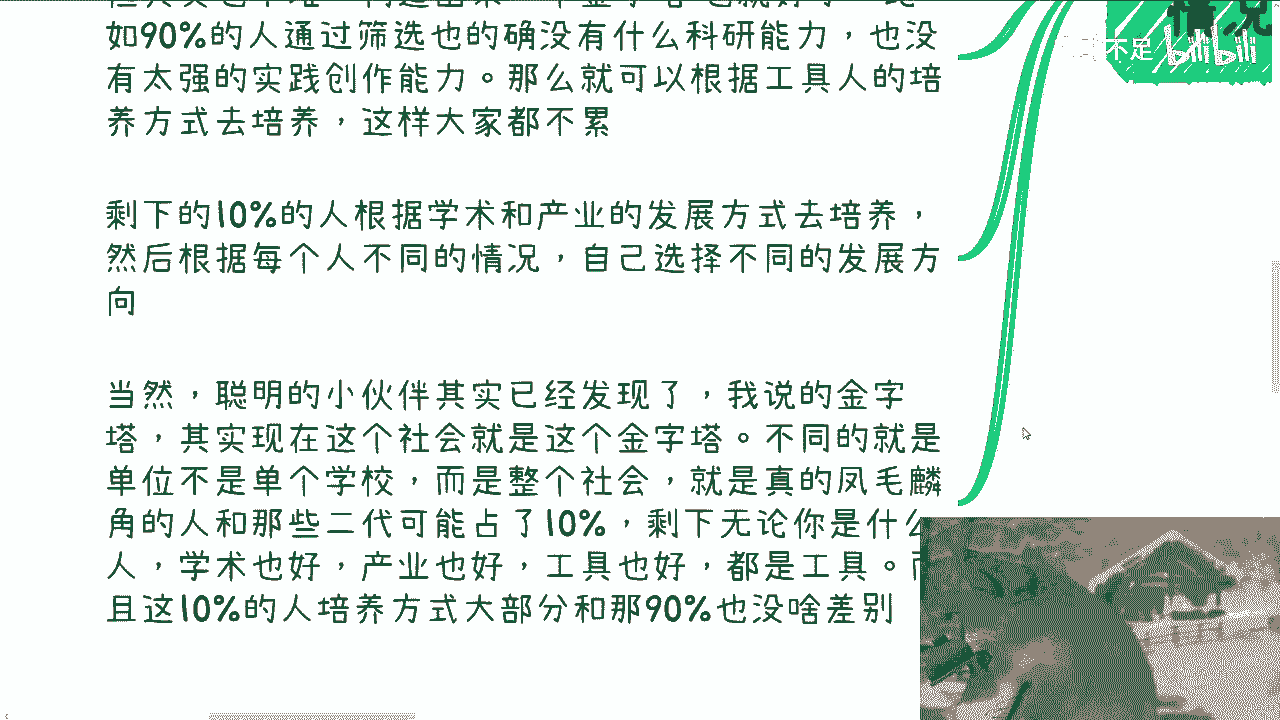 如90%的人通过筛选也的确没有什么科研能力，也没
有太强的实践创作能力。那么就可以根据工具人的培
养方式去培养，这样大家都不累
剩下的10%的人根据学术和产业的发展方式去培养，
然后根据每个人不同的情况，自己选择不同的发展方
向
当然，聪明的小伙伴其实已经发现了，我说的金字
塔，其实现在这个社会就是这个金字塔。不同的就是
单位不是单个学校，而是整个社会，就是真的凤毛麟
角的人和那些二代可能占了10%，剩下无论你是什么
人，学术也好，产业也好，工具也好，都是工具。而
且这10%的人培养方式大部分和那90%也没啥差别
情况
不足 bilibili